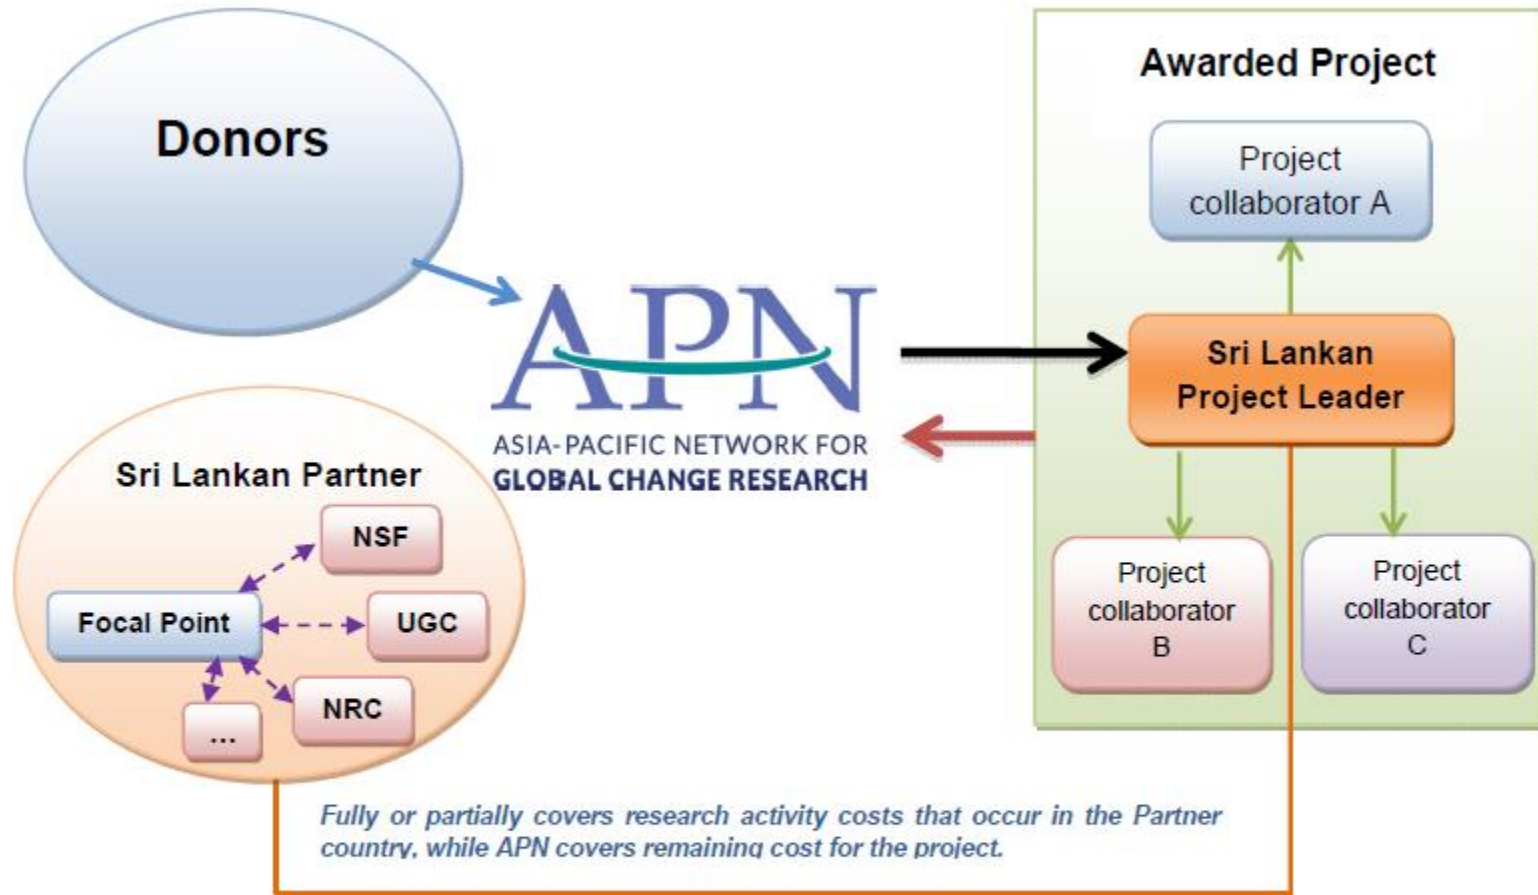 Donors
APN
ASIA-PACIFIC NETWORK FOR
GLOBAL CHANGE RESEARCH
Awarded Project
Project
collaborator A
Sri Lankan
Project Leader
Project
collaborator
B
Project
collaborator
C
Sri Lankan Partner
NSF
Focal Point
UGC
NRC
...
Fully or partially covers research activity costs that occur in the Partner
country, while APN covers remaining cost for the project.